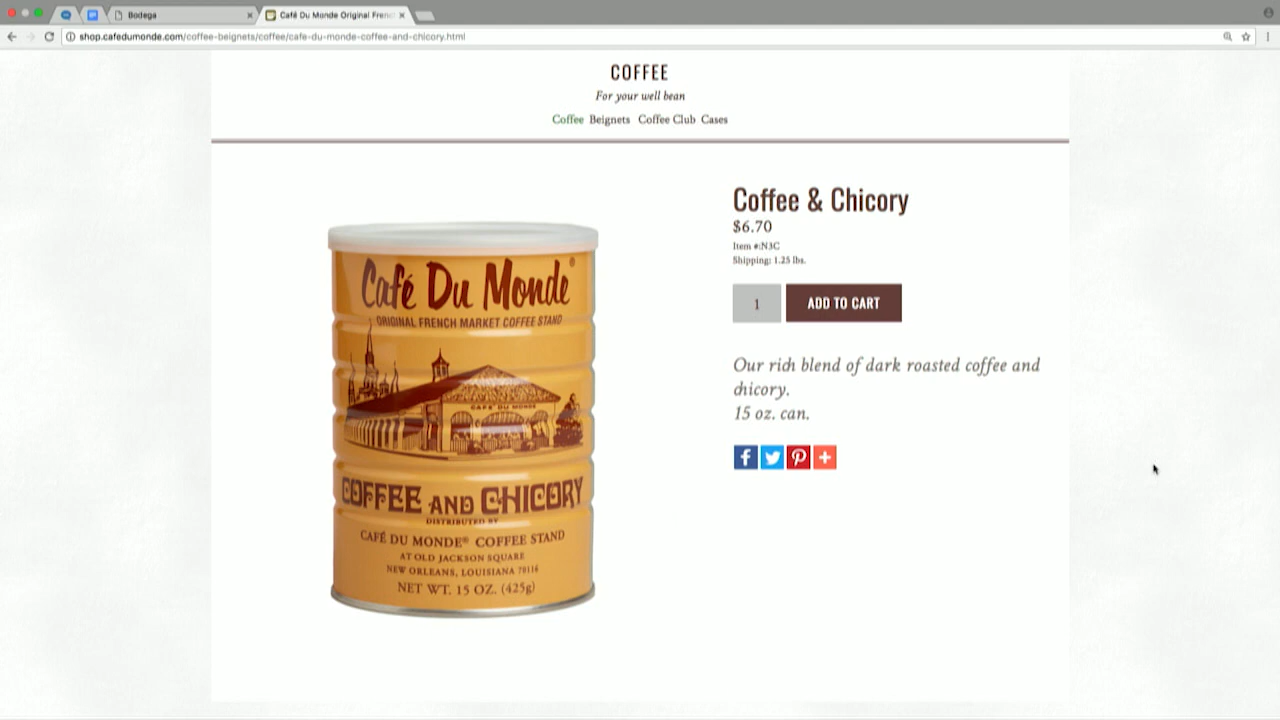 Bodega
Café Du Monde Original Frenc
shop.cafedumonde.com/coffee-beignets/coffee/cafe-du-monde-coffee-and-chicory.html
COFFEE
For your well bean
Coffee Beignets Coffee Club Cases
Coffee & Chicory
$6.70
Item #:N3C
Shipping: 1.25 lbs.
1
ADD TO CART
Our rich blend of dark roasted coffee and
chicory.
15 oz. can.
Café Du Monde®
ORIGINAL FRENCH MARKET COFFEE STAND
CAFE DU MONDE
COFFEE AND CHICORY
DISTRIBUTED BY
CAFÉ DU MONDE® COFFEE STAND
AT OLD JACKSON SQUARE
NEW ORLEANS, LOUISIANA 70116
NET WT. 15 OZ. (425g)